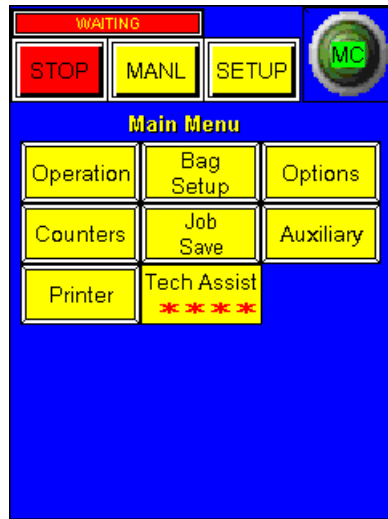 WAITING
STOP MANL SETUP MC
Main Menu
Operation Bag Setup Options
Counters Job Save Auxiliary
Printer Tech Assist
****